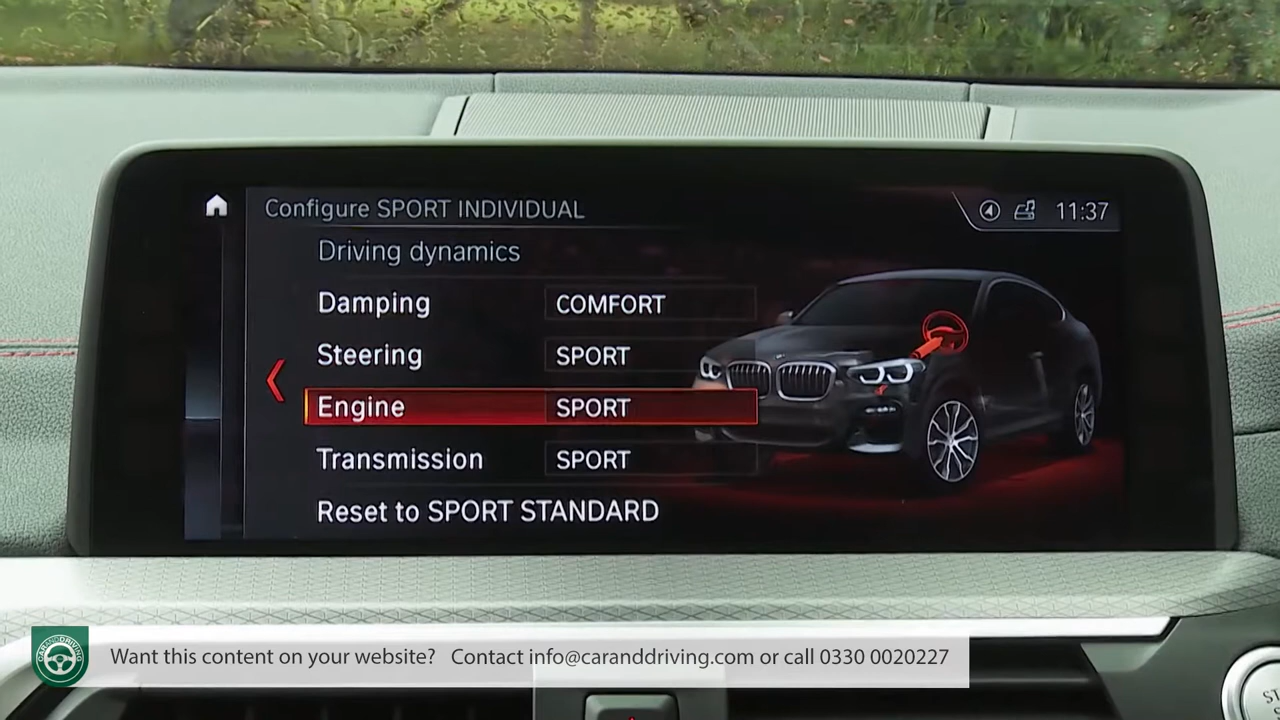 Configure SPORT INDIVIDUAL
11:37
Driving dynamics
Damping COMFORT
Steering SPORT
Engine SPORT
Transmission SPORT
Reset to SPORT STANDARD
CARANDDRIVING
Want this content on your website? Contact info@caranddriving.com or call 0330 0020227